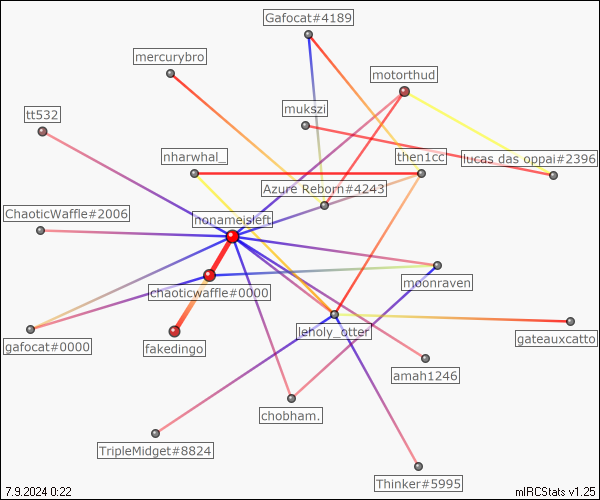 Gafocat#4189
mercurybro
motorthud
mukszi
tt532
nharwhal_
then1cc
lucas das oppai#2396
Azure Reborn#4243
ChaoticWaffle#2006
nonameisleft
moonraven
chaoticwaffle#0000
jeholy_otter
gateauxcatto
gafocat#0000
fakedingo
amah1246
chobham.
TripleMidget#8824
Thinker#5995
7.9.2024 0:22
mIRCStats v1.25